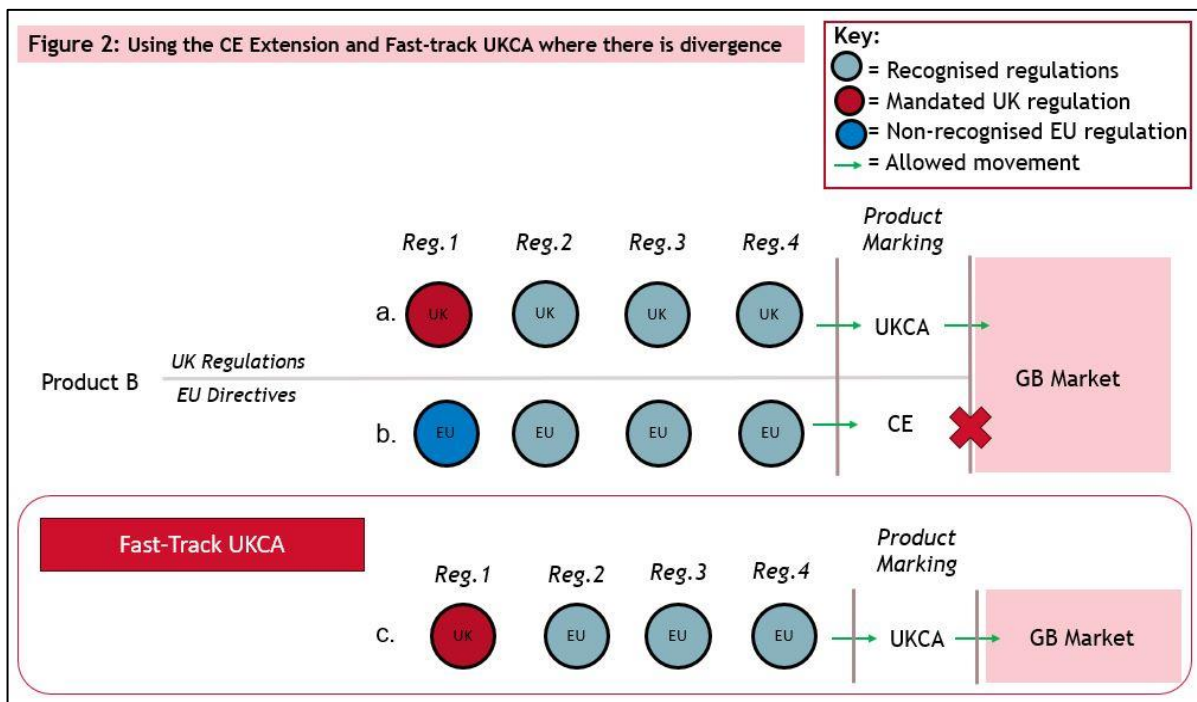 Figure 2: Using the CE Extension and Fast-track UKCA where there is divergence
Key:
= Recognised regulations
= Mandated UK regulation
= Non-recognised EU regulation
= Allowed movement
Product
Marking
Reg.1 Reg.2 Reg.3 Reg.4
a. UK UK UK UK UKCA
UK Regulations
Product B
EU Directives
GB Market
b. EU EU EU EU CE
Fast-Track UKCA
Product
Marking
Reg.1 Reg.2 Reg.3 Reg.4
c. UK EU EU EU UKCA GB Market